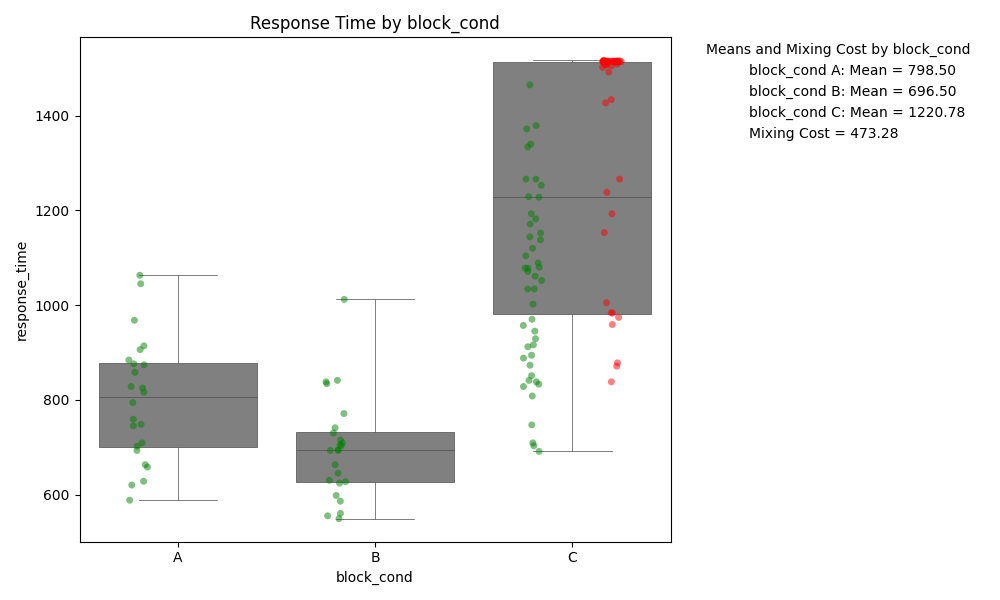 Response Time by block_cond
Means and Mixing Cost by block_cond
block_cond A: Mean = 798.50
block_cond B: Mean = 696.50
block_cond C: Mean = 1220.78
Mixing Cost = 473.28
response_time
1400
1200
1000
800
600
A
B
C
block_cond